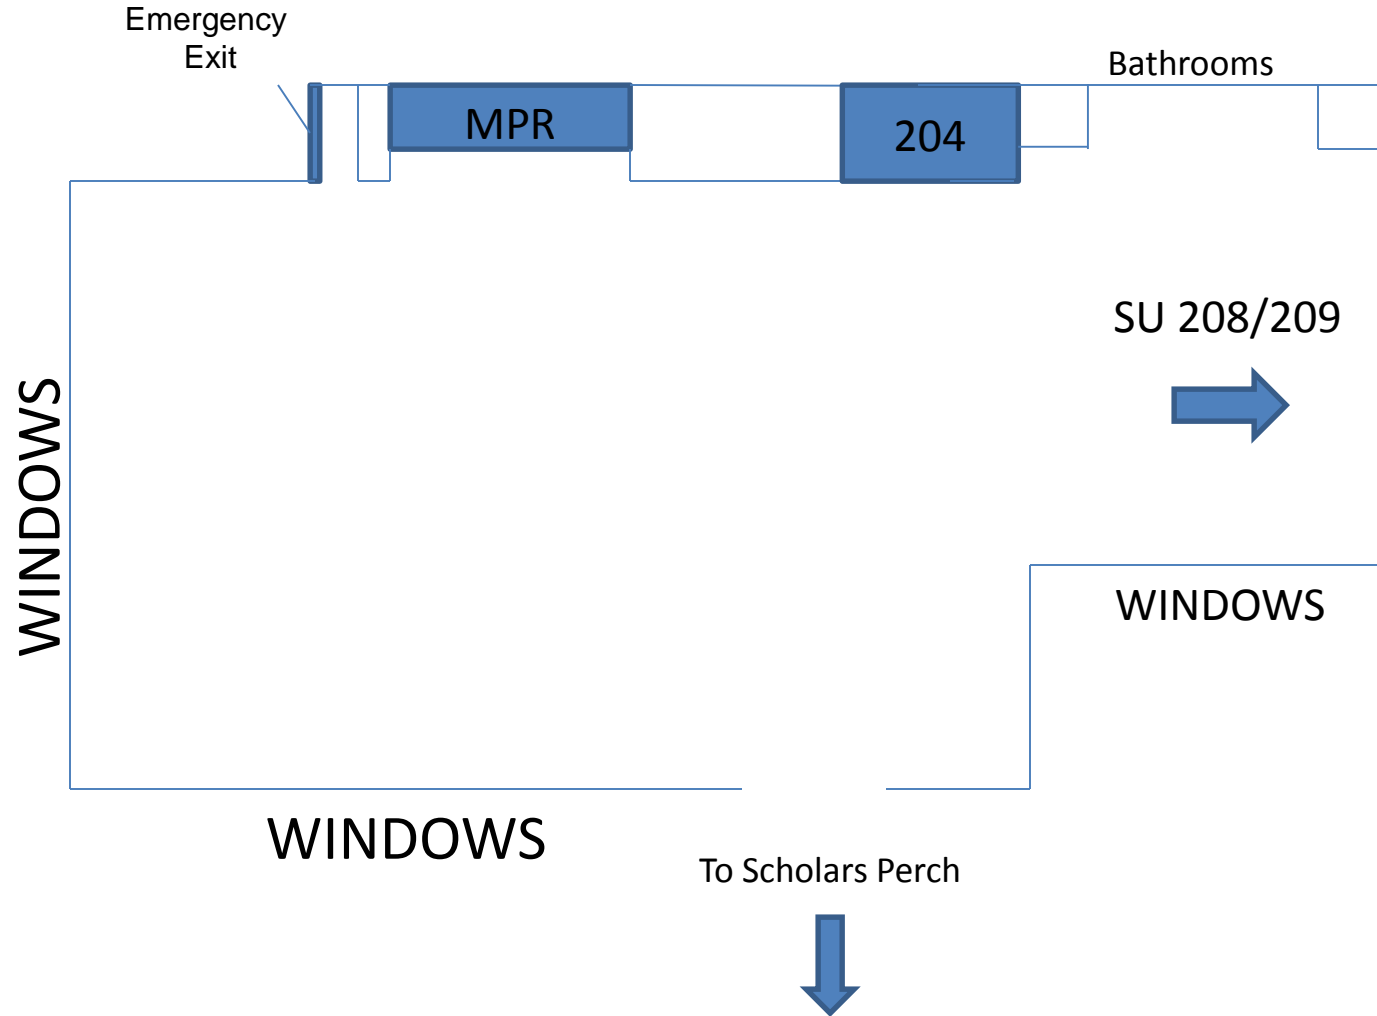 Emergency
Exit
Bathrooms
MPR
204
SU 208/209
WINDOWS
WINDOWS
WINDOWS
To Scholars Perch